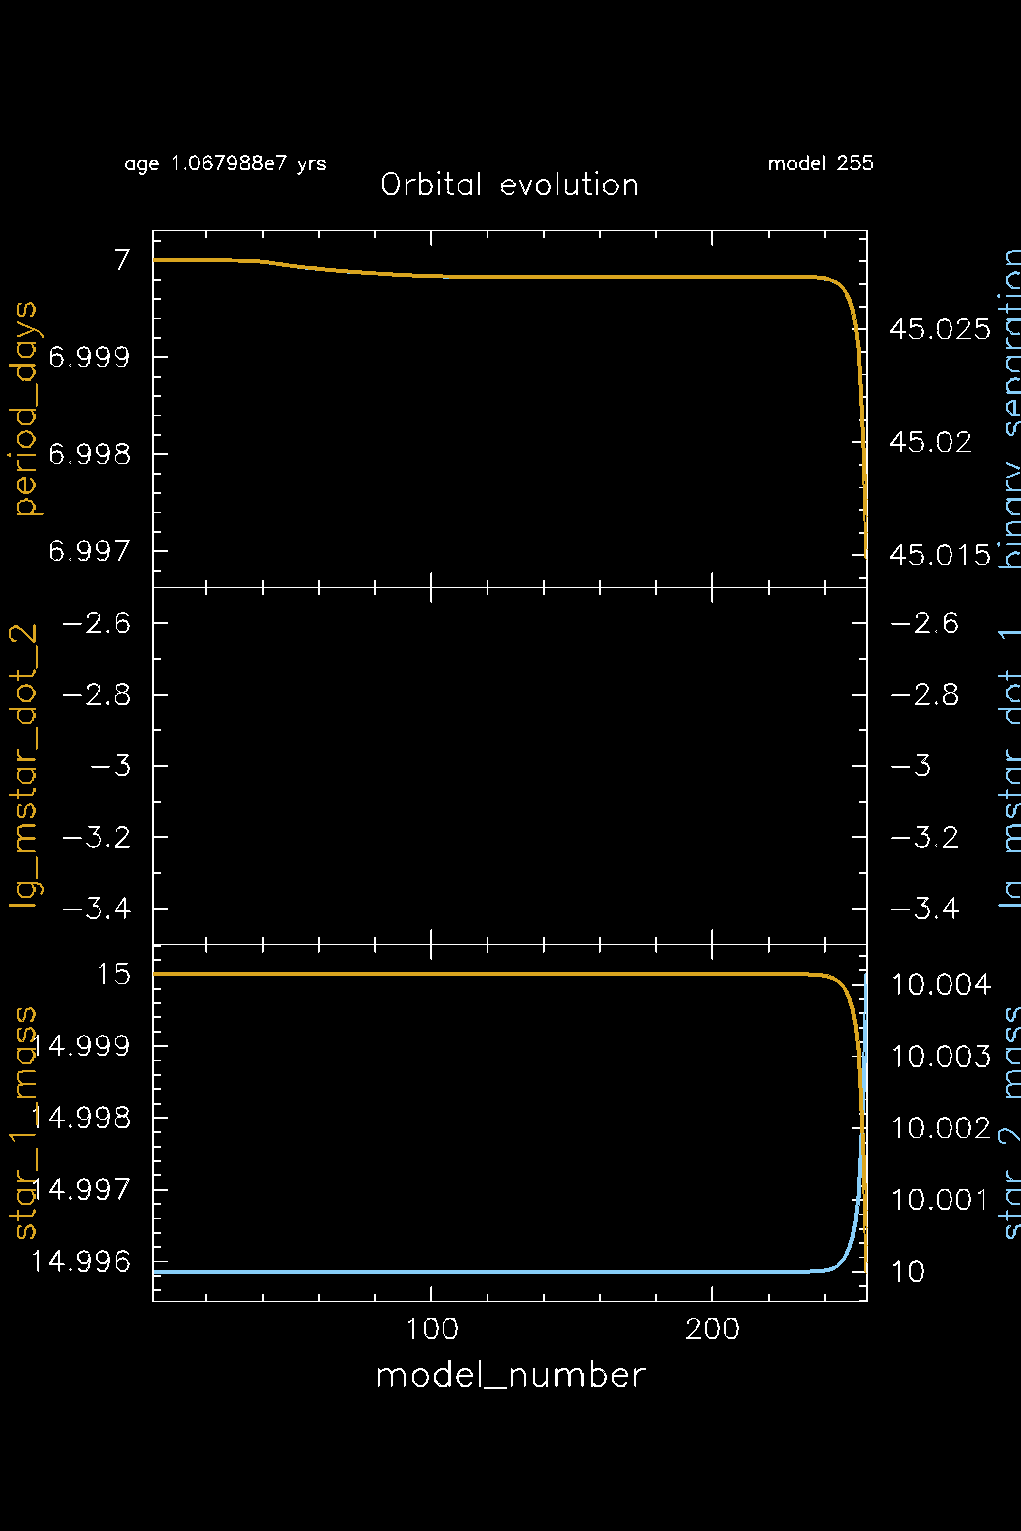 age 1.067988e7 yrs
model 255
Orbital evolution
period_days
7
6.999
6.998
6.997
45.025
45.02
45.015
binary_separation
lg_mstar_dot_2
−2.6
−2.8
−3
−3.2
−3.4
−2.6
−2.8
−3
−3.2
−3.4
lg_mstar_dot_1
star_1_mass
15
14.999
14.998
14.997
14.996
10.004
10.003
10.002
10.001
10
star_2_mass
100
200
model_number